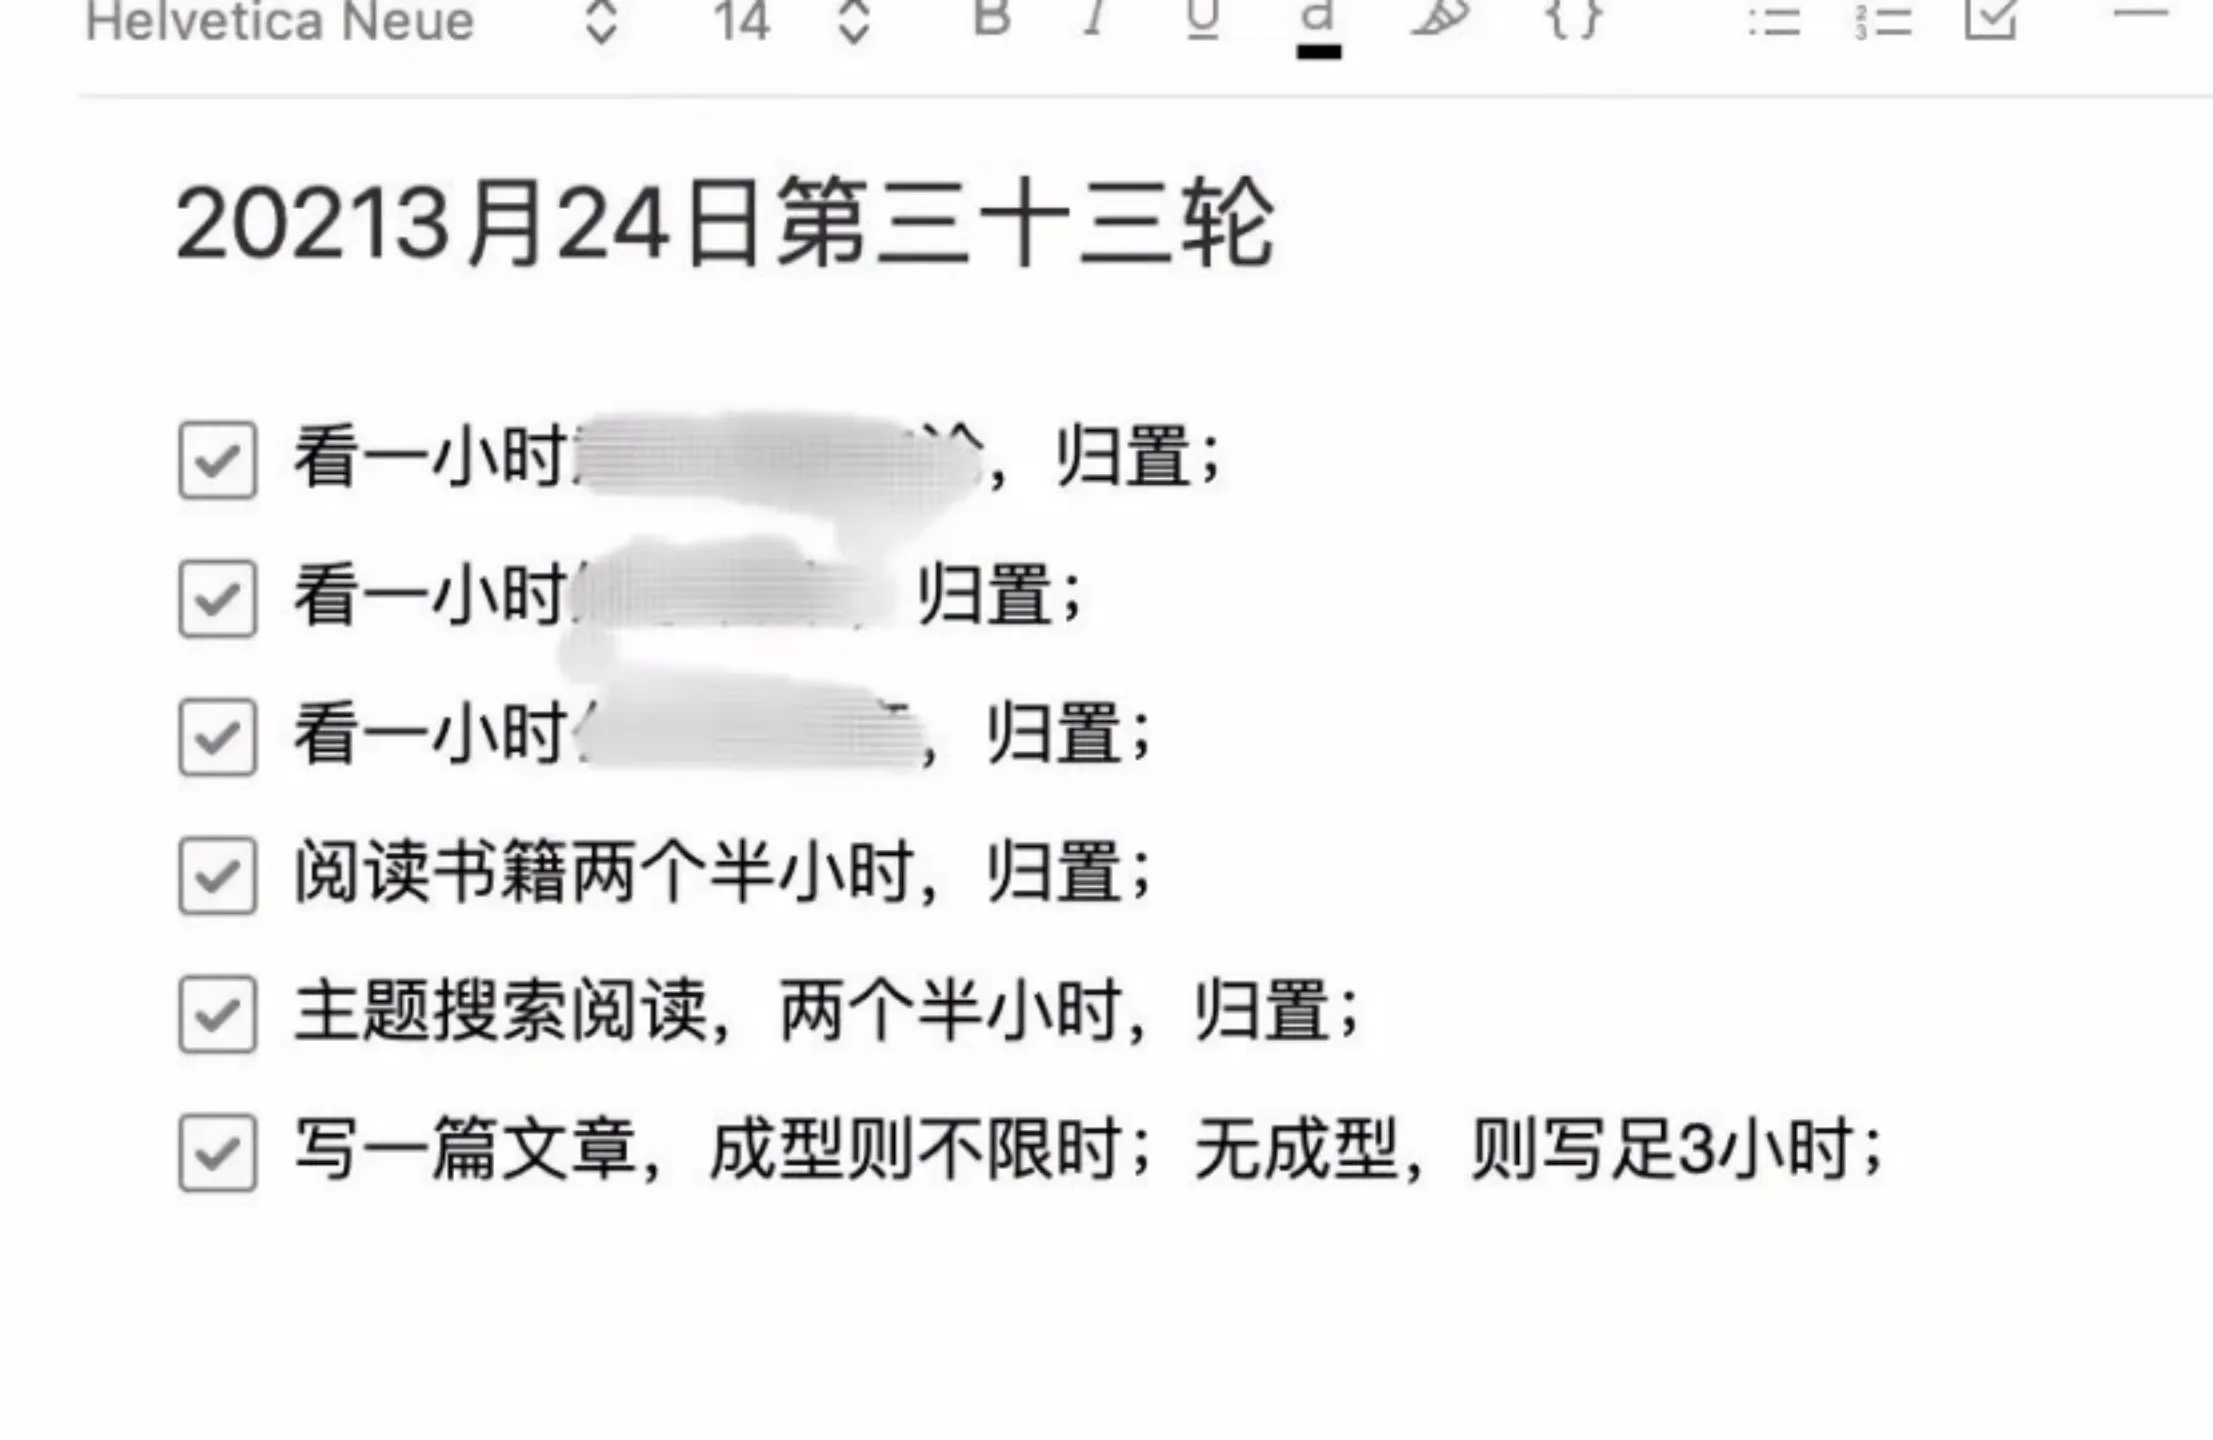 Helvetica Neue 14 B I U a {}
20213月24日第三十三轮
看一小时，归置；
看一小时 归置；
看一小时，归置；
阅读书籍两个半小时，归置；
主题搜索阅读，两个半小时，归置；
写一篇文章，成型则不限时；无成型，则写足3小时；